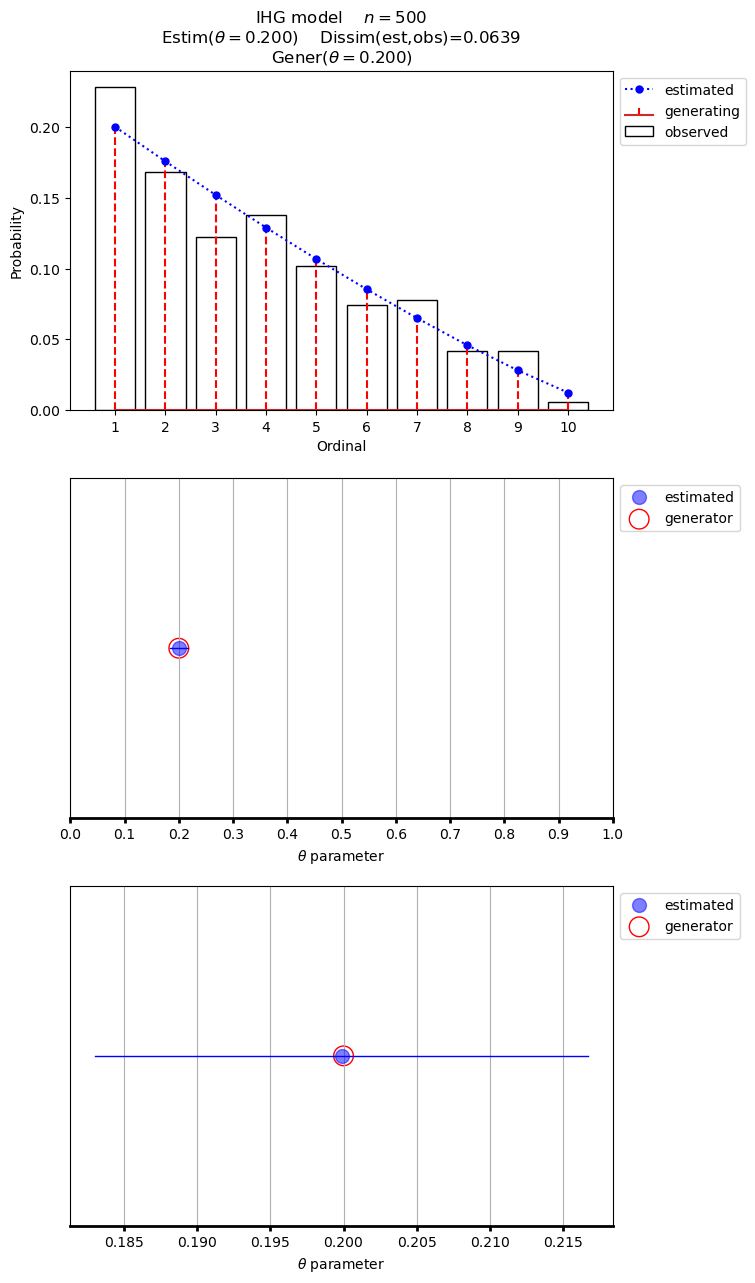 IHG model n = 500
Estim(θ = 0.200) Dissim(est,obs)=0.0639
Gener(θ = 0.200)
estimated
generating
observed
0.20
0.15
0.10
0.05
0.00
Probability
1 2 3 4 5 6 7 8 9 10
Ordinal
estimated
generator
0.0 0.1 0.2 0.3 0.4 0.5 0.6 0.7 0.8 0.9 1.0
θ parameter
estimated
generator
0.185 0.190 0.195 0.200 0.205 0.210 0.215
θ parameter